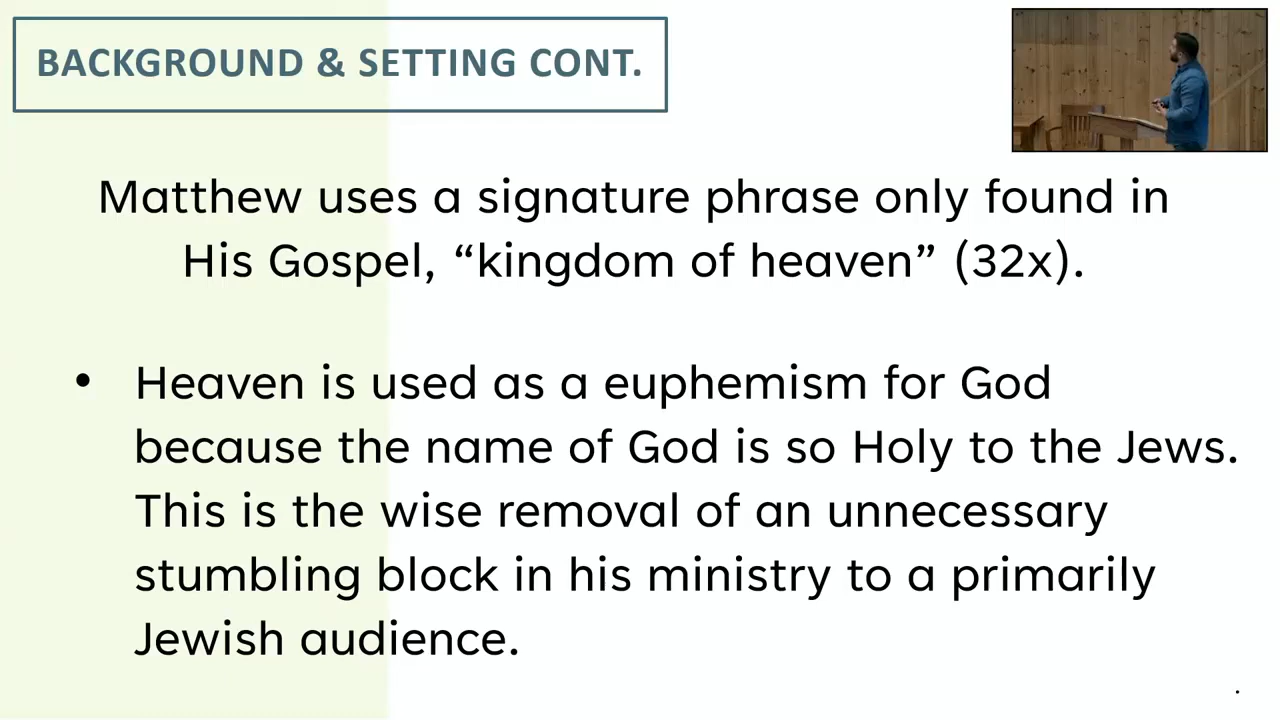 BACKGROUND & SETTING CONT.
Matthew uses a signature phrase only found in
His Gospel, “kingdom of heaven” (32x).
• Heaven is used as a euphemism for God
because the name of God is so Holy to the Jews.
This is the wise removal of an unnecessary
stumbling block in his ministry to a primarily
Jewish audience.
.